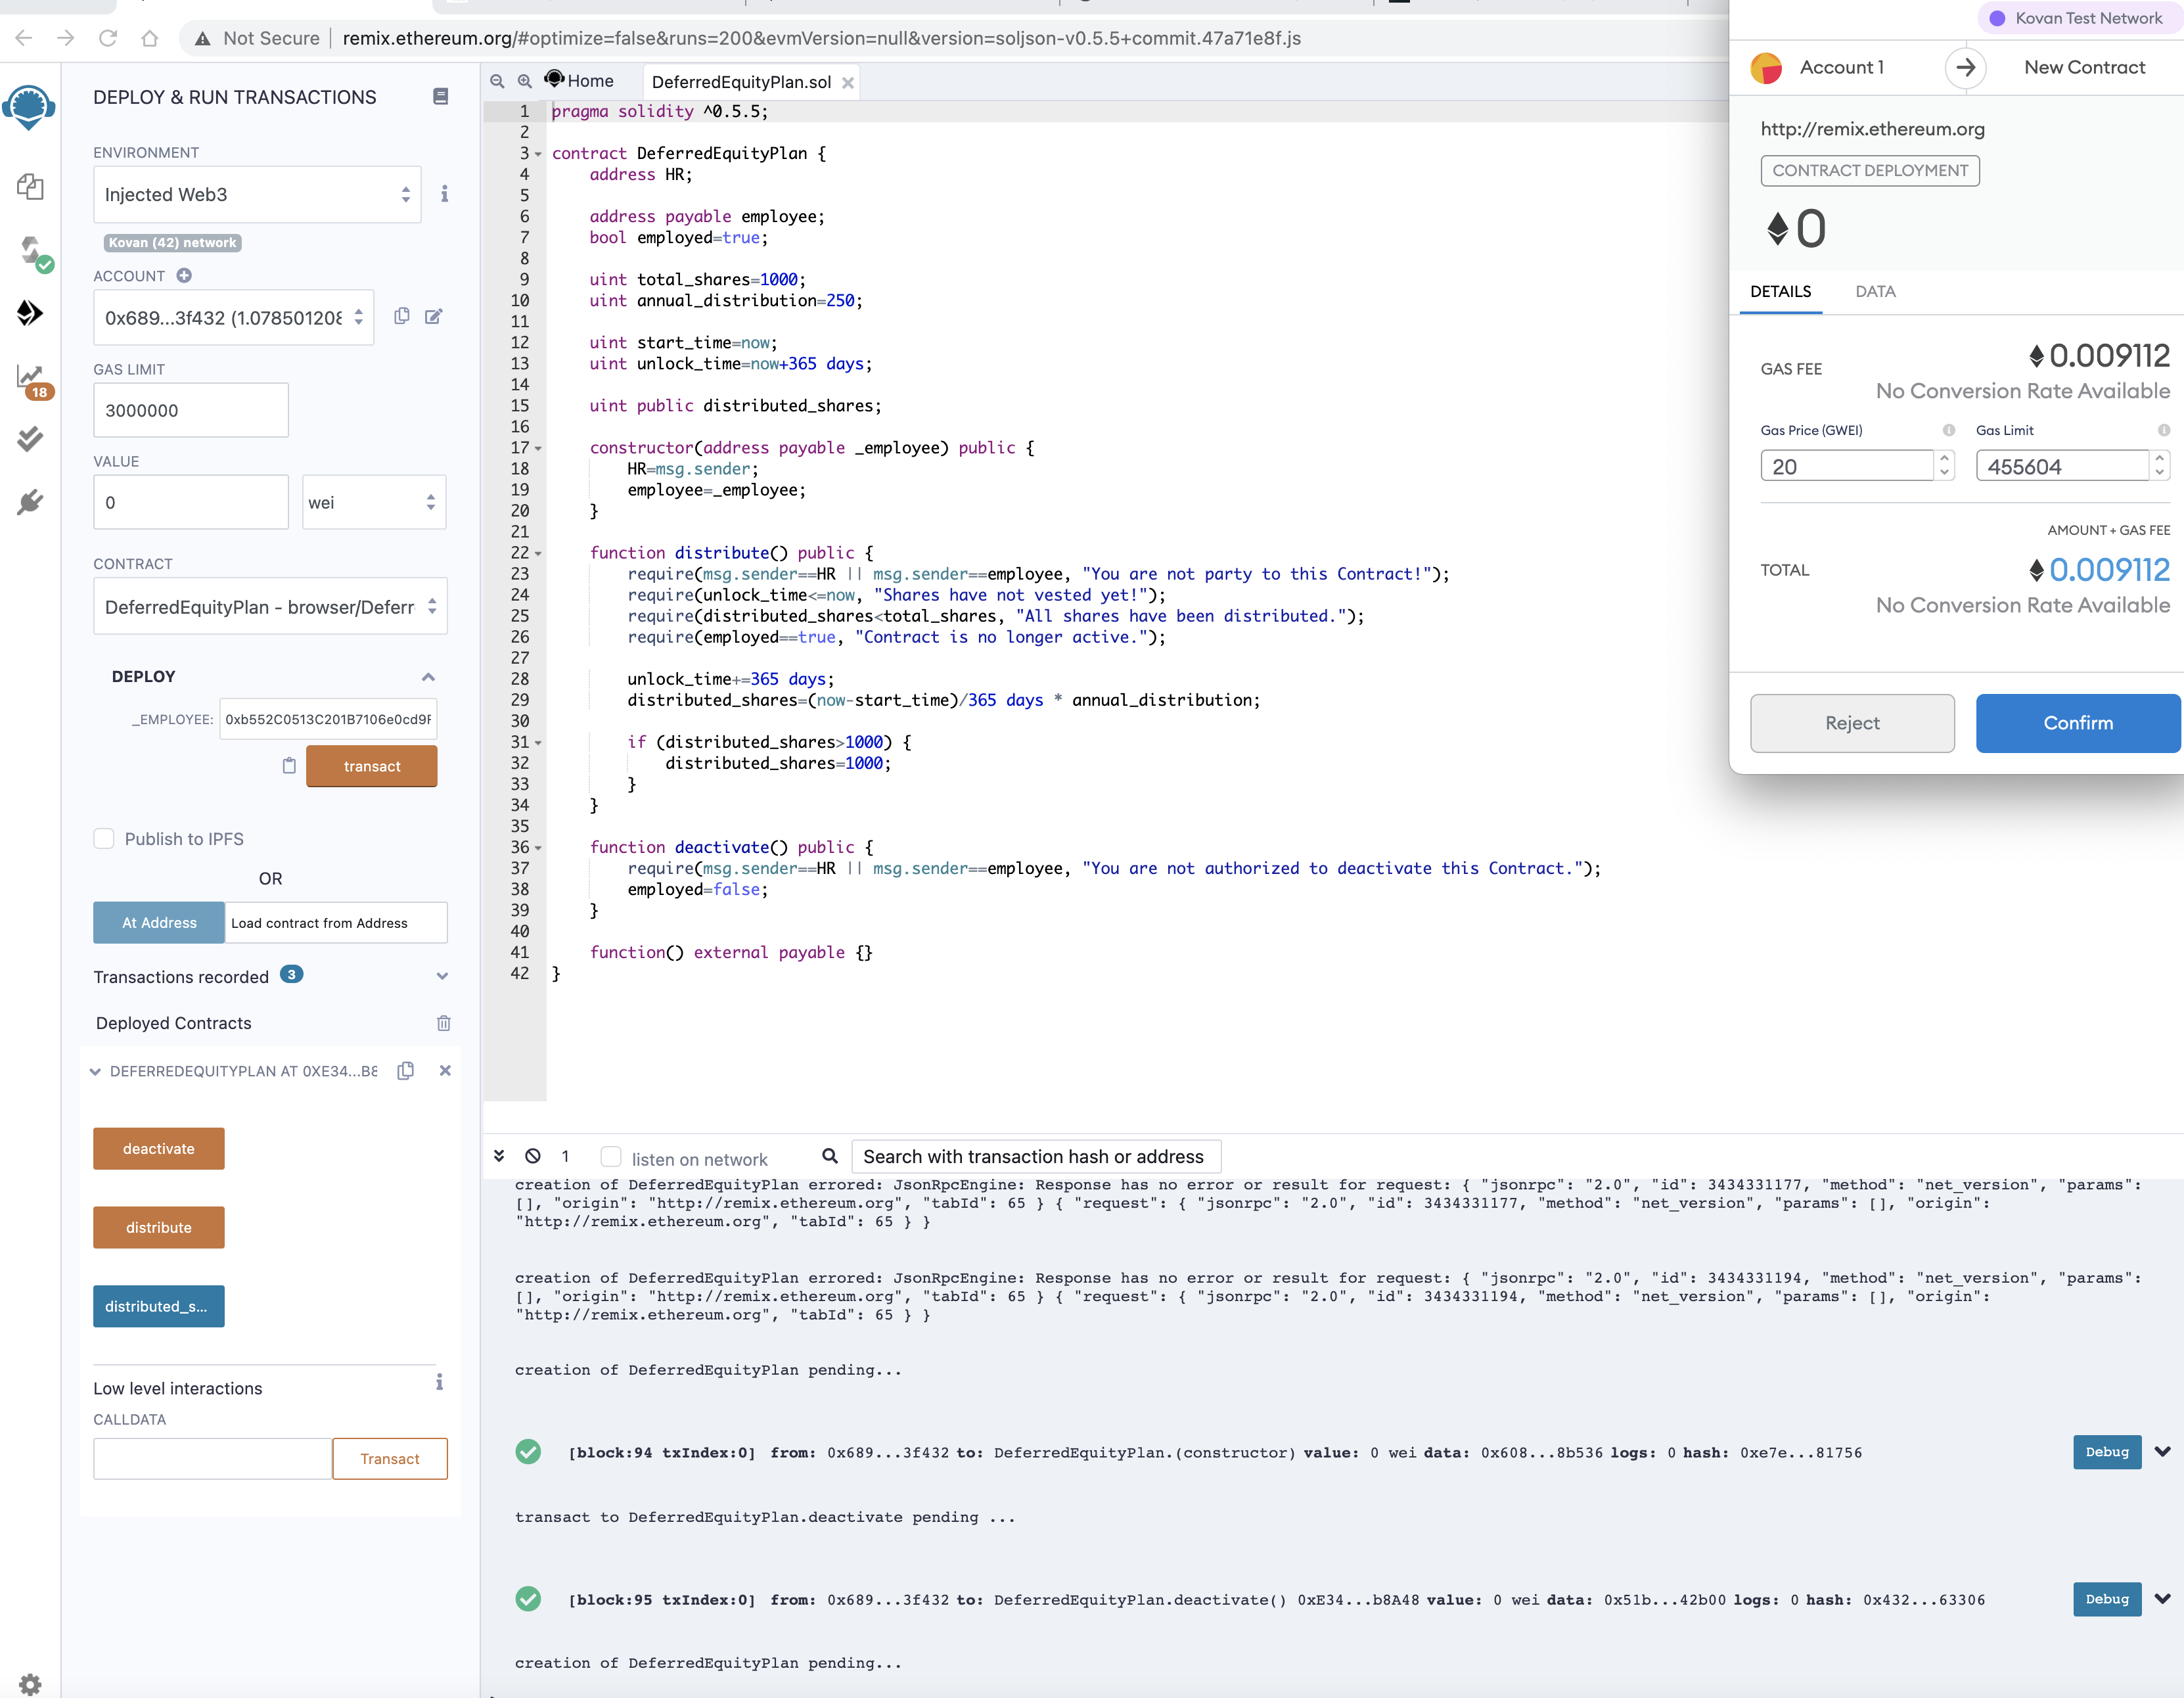 Not Secure
remix.ethereum.org/#optimize=false&runs=200&evmVersion=null&version=soljson-v0.5.5+commit.47a71e8f.js
18
DEPLOY & RUN TRANSACTIONS
ENVIRONMENT
Injected Web3
i
Kovan (42) network
ACCOUNT
0x689...3f432 (1.07850120
GAS LIMIT
3000000
VALUE
0
wei
CONTRACT
DeferredEquityPlan - browser/Deferr
DEPLOY
_EMPLOYEE:
0xb552C0513C201B7106e0cd9
transact
Publish to IPFS
OR
At Address
Load contract from Address
Transactions recorded 3
Deployed Contracts
DEFERREDEQUITYPLAN AT 0XE34...B8
deactivate
distribute
distributed_s...
Low level interactions
i
CALLDATA
Transact
Home
DeferredEquityPlan.sol
1 pragma solidity ^0.5.5;
2
3 contract DeferredEquityPlan {
4 address HR;
5
6 address payable employee;
7 bool employed=true;
8
9 uint total_shares=1000;
10 uint annual_distribution=250;
11
12 uint start_time=now;
13 uint unlock_time=now+365 days;
14
15 uint public distributed_shares;
16
17 constructor(address payable _employee) public {
18 HR=msg.sender;
19 employee=_employee;
20 }
21
22 function distribute() public {
23 require(msg.sender==HR || msg.sender==employee, "You are not party to this Contract!");
24 require(unlock_time<=now, "Shares have not vested yet!");
25 require(distributed_shares<total_shares, "All shares have been distributed.");
26 require(employed==true, "Contract is no longer active.");
27
28 unlock_time+=365 days;
29 distributed_shares=(now-start_time)/365 days * annual_distribution;
30
31 if (distributed_shares>1000) {
32 distributed_shares=1000;
33 }
34 }
35
36 function deactivate() public {
37 require(msg.sender==HR || msg.sender==employee, "You are not authorized to deactivate this Contract.");
38 employed=false;
39 }
40
41 function() external payable {}
42 }
1
listen on network
Search with transaction hash or address
creation of DeferredEquityPlan errored: JsonRpcEngine: Response has no error or result for request: { "jsonrpc": "2.0", "id": 3434331177, "method": "net_version", "params":
[], "origin": "http://remix.ethereum.org", "tabId": 65 } { "request": { "jsonrpc": "2.0", "id": 3434331177, "method": "net_version", "params": [], "origin":
"http://remix.ethereum.org", "tabId": 65 } }
creation of DeferredEquityPlan errored: JsonRpcEngine: Response has no error or result for request: { "jsonrpc": "2.0", "id": 3434331194, "method": "net_version", "params":
[], "origin": "http://remix.ethereum.org", "tabId": 65 } { "request": { "jsonrpc": "2.0", "id": 3434331194, "method": "net_version", "params": [], "origin":
"http://remix.ethereum.org", "tabId": 65 } }
creation of DeferredEquityPlan pending...
[block:94 txIndex:0] from: 0x689...3f432 to: DeferredEquityPlan.(constructor) value: 0 wei data: 0x608...8b536 logs: 0 hash: 0xe7e...81756
Debug
transact to DeferredEquityPlan.deactivate pending ...
[block:95 txIndex:0] from: 0x689...3f432 to: DeferredEquityPlan.deactivate() 0xE34...b8A48 value: 0 wei data: 0x51b...42b00 logs: 0 hash: 0x432...63306
Debug
creation of DeferredEquityPlan pending...
Kovan Test Network
Account 1
New Contract
http://remix.ethereum.org
CONTRACT DEPLOYMENT
0
DETAILS
DATA
GAS FEE
0.009112
No Conversion Rate Available
Gas Price (GWEI)
Gas Limit
20
455604
AMOUNT + GAS FEE
TOTAL
0.009112
No Conversion Rate Available
Reject
Confirm